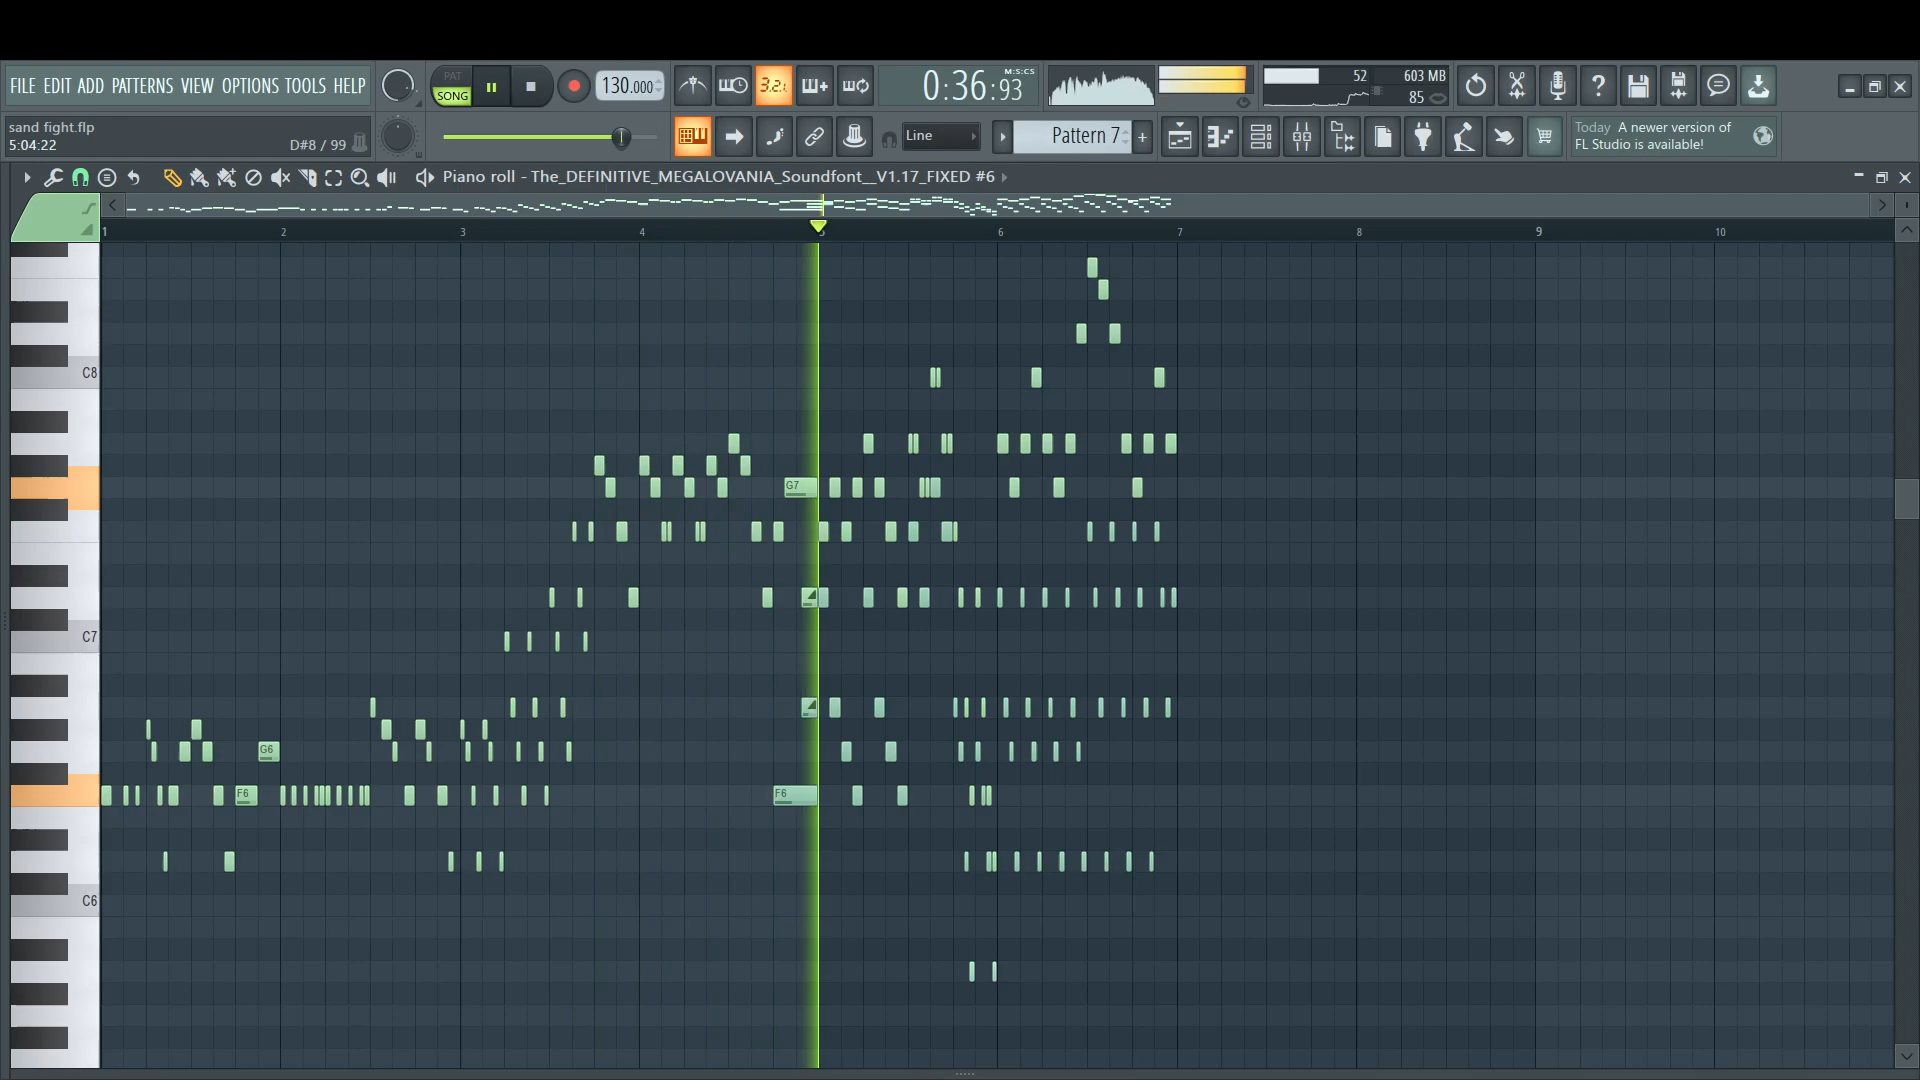 FILE EDIT ADD PATTERNS VIEW OPTIONS TOOLS HELP
PAT
SONG
130.000
3.2.
0:36:93
M:S:CS
52
603 MB
85
sand fight.flp
5:04:22
D#8 / 99
Line
Pattern 7
+
Today A newer version of
FL Studio is available!
Piano roll - The_DEFINITIVE_MEGALOVANIA_Soundfont__V1.17_FIXED #6
1 2 3 4 5 6 7 8 9 10
C8
G7
C7
G6
F6
F6
C6